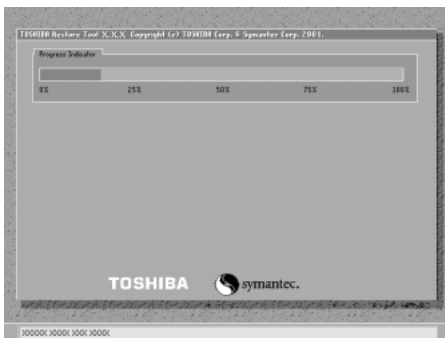 TOSHIBA Restore Tool X.X.X. Copyright (c) TOSHIBA Corp. & Symantec Corp. 2001.
Progress Indicator
0% 25% 50% 75% 100%
TOSHIBA symantec.
XXXXX XXXX XXX XXXX